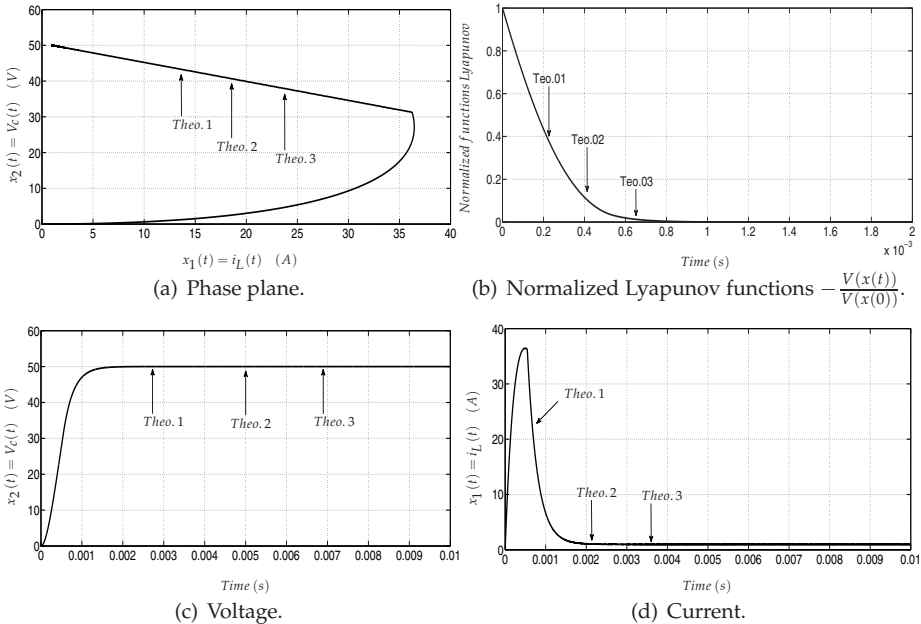 x₂(t) = V_c(t) (V)
60
50
40
30
20
10
0
Theo. 1
Theo. 2
Theo. 3
0 5 10 15 20 25 30 35 40
x₁(t) = i_L(t) (A)
(a) Phase plane.
Normalized functions Lyapunov
1
0.8
0.6
0.4
0.2
0
Teo.01
Teo.02
Teo.03
0 0.2 0.4 0.6 0.8 1 1.2 1.4 1.6 1.8 2
x 10⁻³
Time (s)
(b) Normalized Lyapunov functions − V(x(t))/V(x(0)).
x₂(t) = V_c(t) (V)
60
50
40
30
20
10
0
Theo. 1
Theo. 2
Theo. 3
0 0.001 0.002 0.003 0.004 0.005 0.006 0.007 0.008 0.009 0.01
Time (s)
(c) Voltage.
x₁(t) = i_L(t) (A)
40
30
20
10
0
Theo. 1
Theo. 2
Theo. 3
0 0.001 0.002 0.003 0.004 0.005 0.006 0.007 0.008 0.009 0.01
Time (s)
(d) Current.